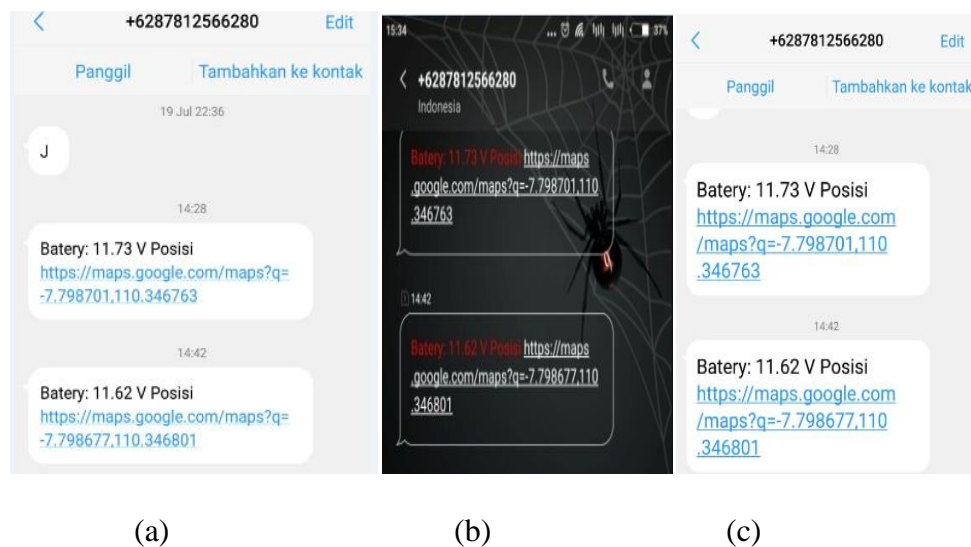 +6287812566280 Edit
Panggil Tambahkan ke kontak
19 Jul 22:36
J
14:28
Batery: 11.73 V Posisi
https://maps.google.com/maps?q=
-7.798701,110.346763
14:42
Batery: 11.62 V Posisi
https://maps.google.com/maps?q=
-7.798677,110.346801
(a)
15:34 ... 37%
+6287812566280
Indonesia
Batery: 11.73 V Posisi https://maps
.google.com/maps?q=-7.798701,110
.346763
14:42
Batery: 11.62 V Posisi https://maps
.google.com/maps?q=-7.798677,110
.346801
(b)
+6287812566280 Edit
Panggil Tambahkan ke kontak
14:28
Batery: 11.73 V Posisi
https://maps.google.com
/maps?q=-7.798701,110
.346763
14:42
Batery: 11.62 V Posisi
https://maps.google.com
/maps?q=-7.798677,110
.346801
(c)